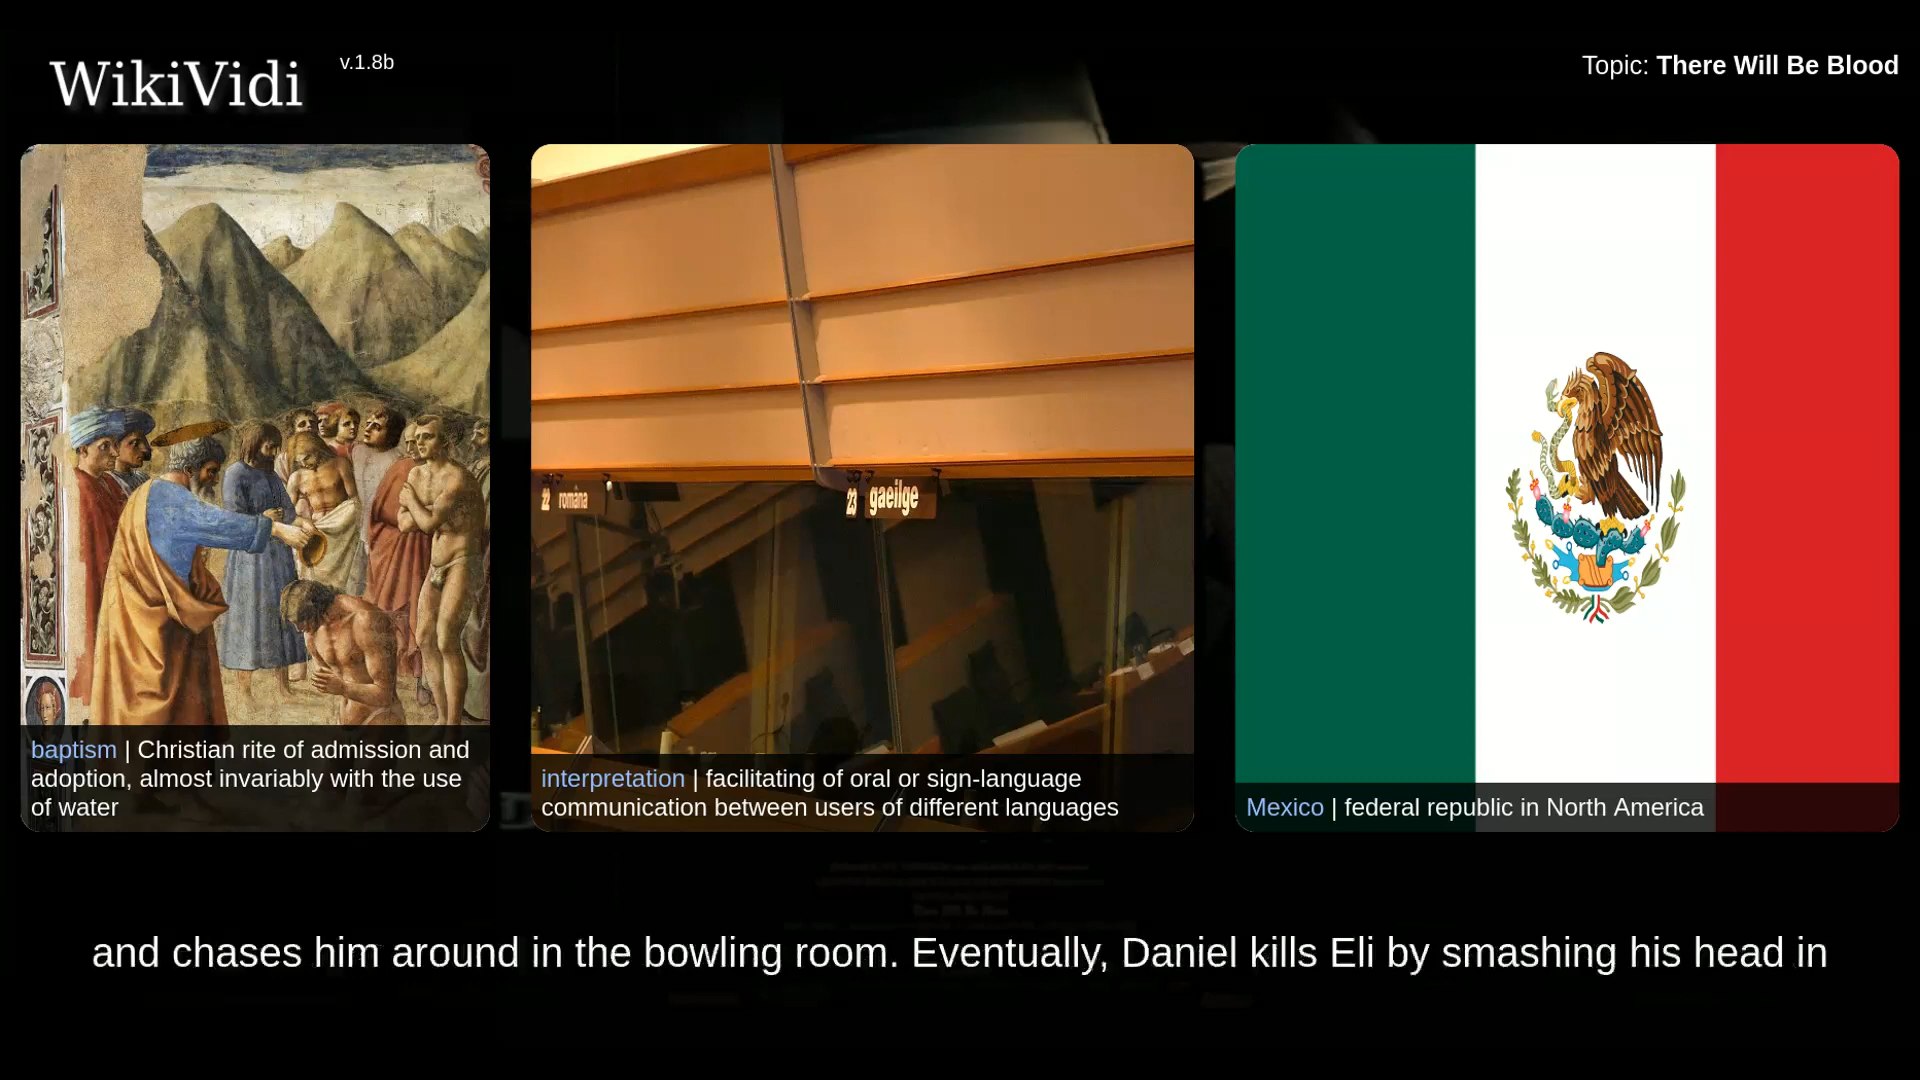 WikiVidi
v.1.8b
Topic: There Will Be Blood
22 româna
23 gaeilge
baptism | Christian rite of admission and
adoption, almost invariably with the use
of water
interpretation | facilitating of oral or sign-language
communication between users of different languages
Mexico | federal republic in North America
and chases him around in the bowling room. Eventually, Daniel kills Eli by smashing his head in